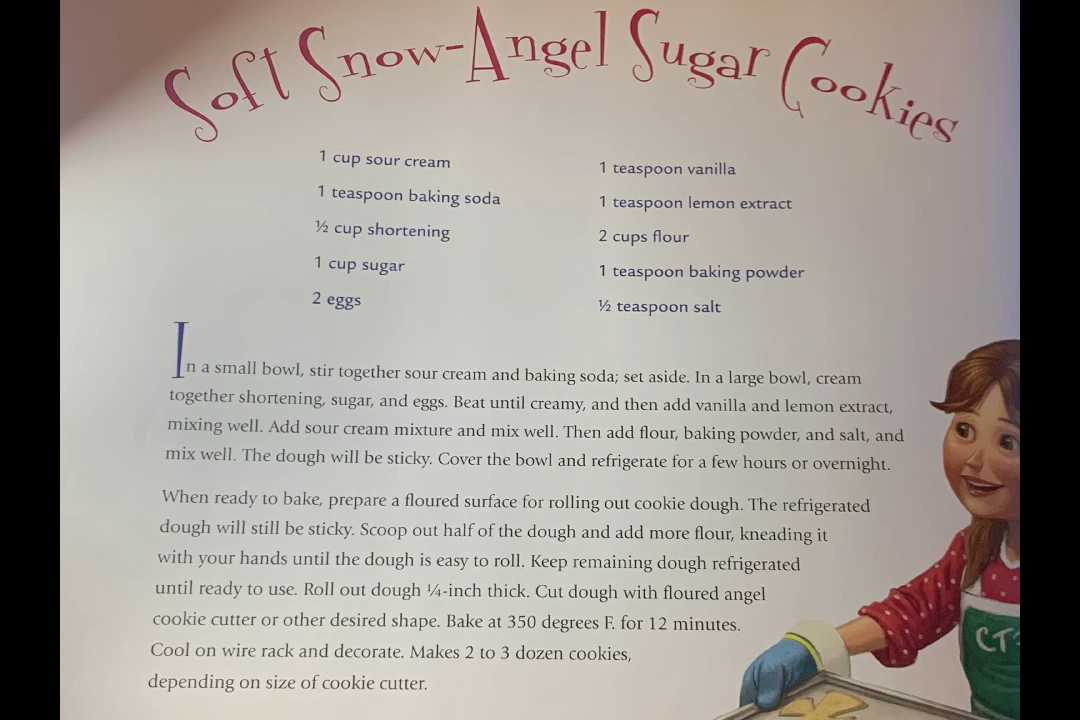 Soft Snow-Angel Sugar Cookies
1 cup sour cream
1 teaspoon baking soda
½ cup shortening
1 cup sugar
2 eggs
1 teaspoon vanilla
1 teaspoon lemon extract
2 cups flour
1 teaspoon baking powder
½ teaspoon salt
In a small bowl, stir together sour cream and baking soda; set aside. In a large bowl, cream
together shortening, sugar, and eggs. Beat until creamy, and then add vanilla and lemon extract,
mixing well. Add sour cream mixture and mix well. Then add flour, baking powder, and salt, and
mix well. The dough will be sticky. Cover the bowl and refrigerate for a few hours or overnight.
When ready to bake, prepare a floured surface for rolling out cookie dough. The refrigerated
dough will still be sticky. Scoop out half of the dough and add more flour, kneading it
with your hands until the dough is easy to roll. Keep remaining dough refrigerated
until ready to use. Roll out dough ¼-inch thick. Cut dough with floured angel
cookie cutter or other desired shape. Bake at 350 degrees F. for 12 minutes.
Cool on wire rack and decorate. Makes 2 to 3 dozen cookies,
depending on size of cookie cutter.